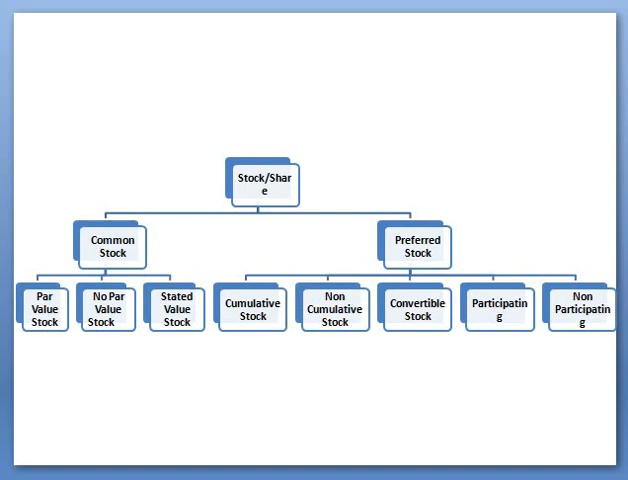 Stock/Shar
e
Common
Stock
Preferred
Stock
Par
Value
Stock
No Par
Value
Stock
Stated
Value
Stock
Cumulative
Stock
Non
Cumulative
Stock
Convertible
Stock
Participatin
g
Non
Participatin
g